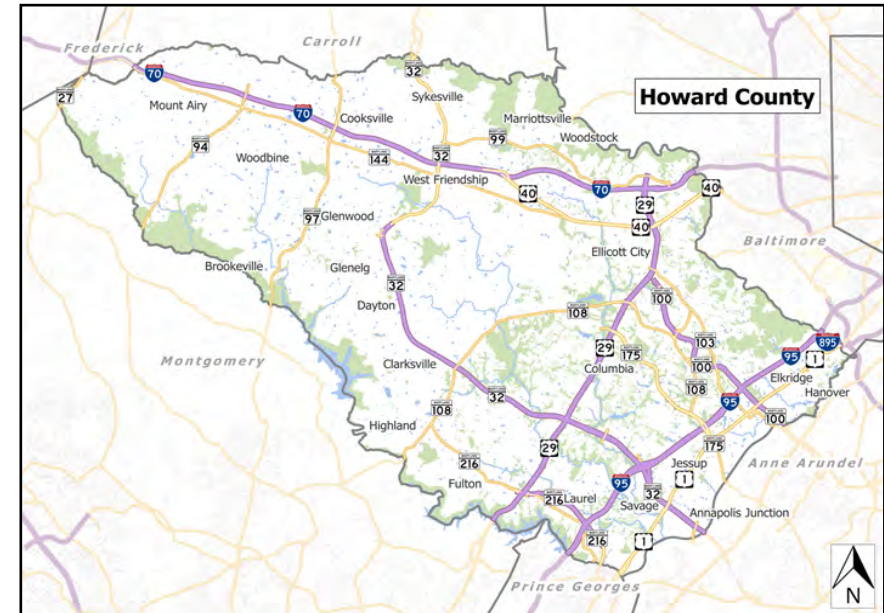 Frederick
Carroll
70
MARYLAND
32
27
Mount Airy
70
Cooksville
Sykesville
Howard County
Marriottsville
94
Woodbine
144
32
99
Woodstock
West Friendship
40
70
40
29
97
Glenwood
40
Baltimore
Ellicott City
Brookeville
Glenelg
32
100
Dayton
108
103
895
Montgomery
29
175
95
1
Clarksville
Columbia
100
Elkridge
32
108
Hanover
108
95
100
Highland
29
175
216
Jessup
Anne Arundel
Fulton
95
1
216
Laurel
32
Savage
Annapolis Junction
216
1
Prince Georges
N